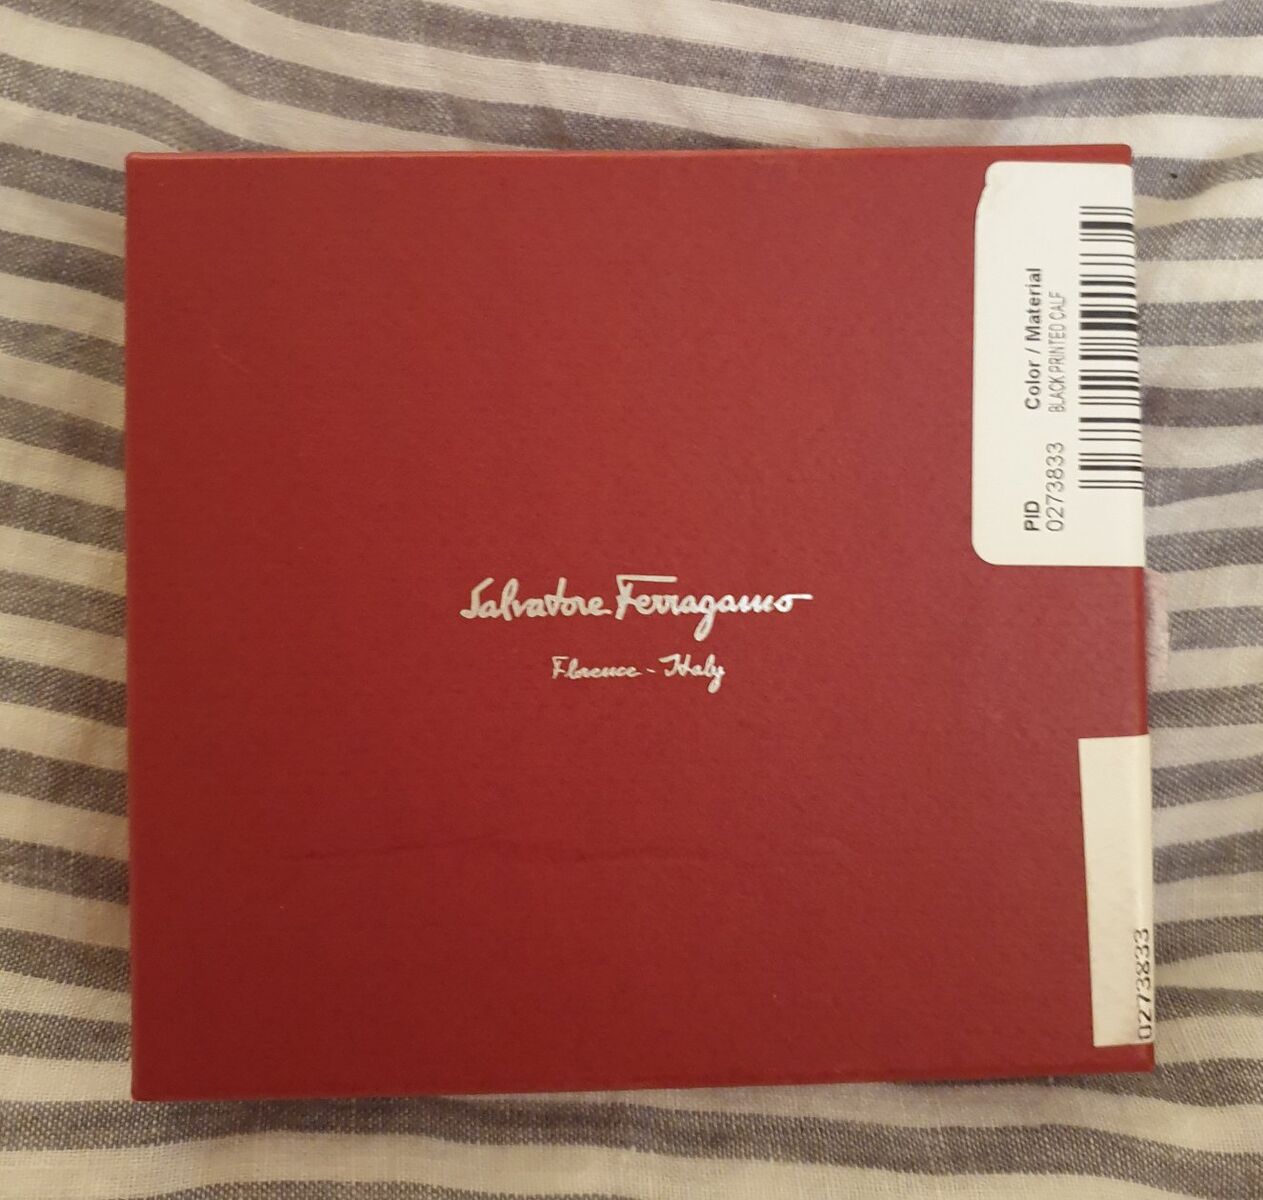 Salvatore Ferragamo
Florence - Italy
PID
0273833
Color / Material
BLACK PRINTED CALF
0273833